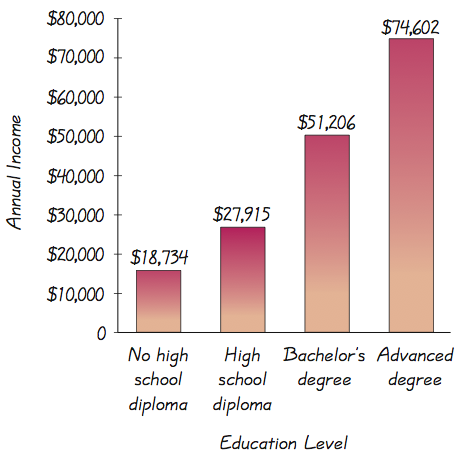 $80,000
$70,000
$60,000
$50,000
$40,000
$30,000
$20,000
$10,000
0
Annual Income
$18,734
$27,915
$51,206
$74,602
No high
school
diploma
High
school
diploma
Bachelor's
degree
Advanced
degree
Education Level